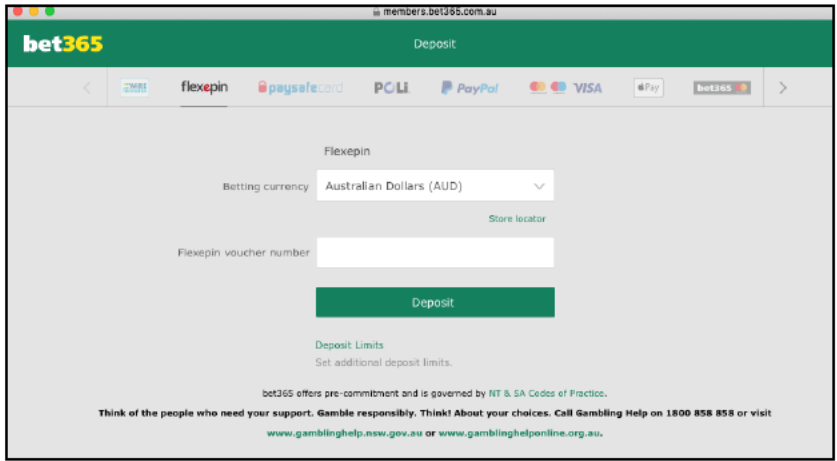 members.bet365.com.au
bet365 Deposit
flexepin paysafecard POLi PayPal VISA Pay bet365
Flexepin
Betting currency Australian Dollars (AUD)
Store locator
Flexepin voucher number
Deposit
Deposit Limits
Set additional deposit limits.
bet365 offers pre-commitment and is governed by NT & SA Codes of Practice.
Think of the people who need your support. Gamble responsibly. Think! About your choices. Call Gambling Help on 1800 858 858 or visit
www.gamblinghelp.nsw.gov.au or www.gamblinghelponline.org.au.